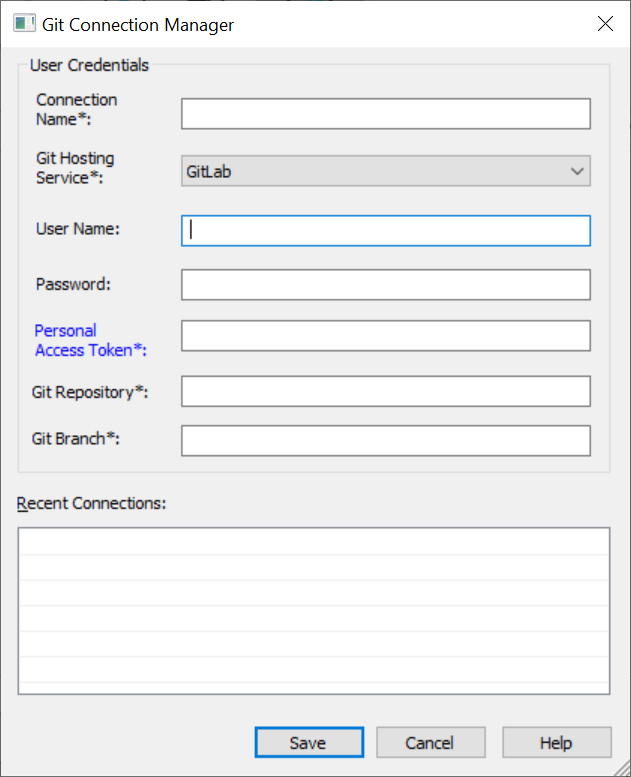 Git Connection Manager
User Credentials
Connection
Name*:
Git Hosting
Service*:
GitLab
User Name:
Password:
Personal
Access Token*:
Git Repository*:
Git Branch*:
Recent Connections:
Save
Cancel
Help